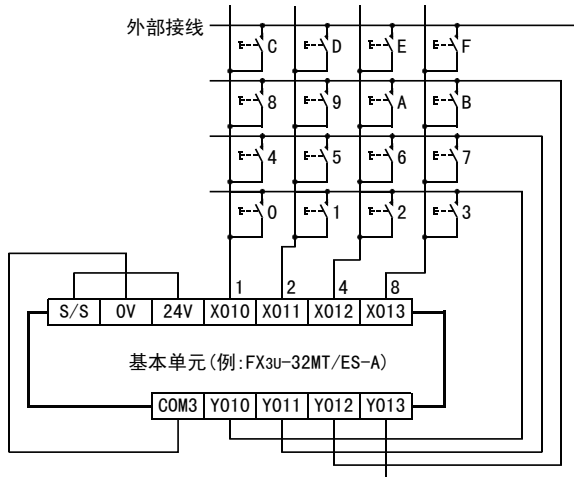 外部接线
C D E F
8 9 A B
4 5 6 7
0 1 2 3
1 2 4 8
S/S 0V 24V X010 X011 X012 X013
基本单元(例:FX3U-32MT/ES-A)
COM3 Y010 Y011 Y012 Y013